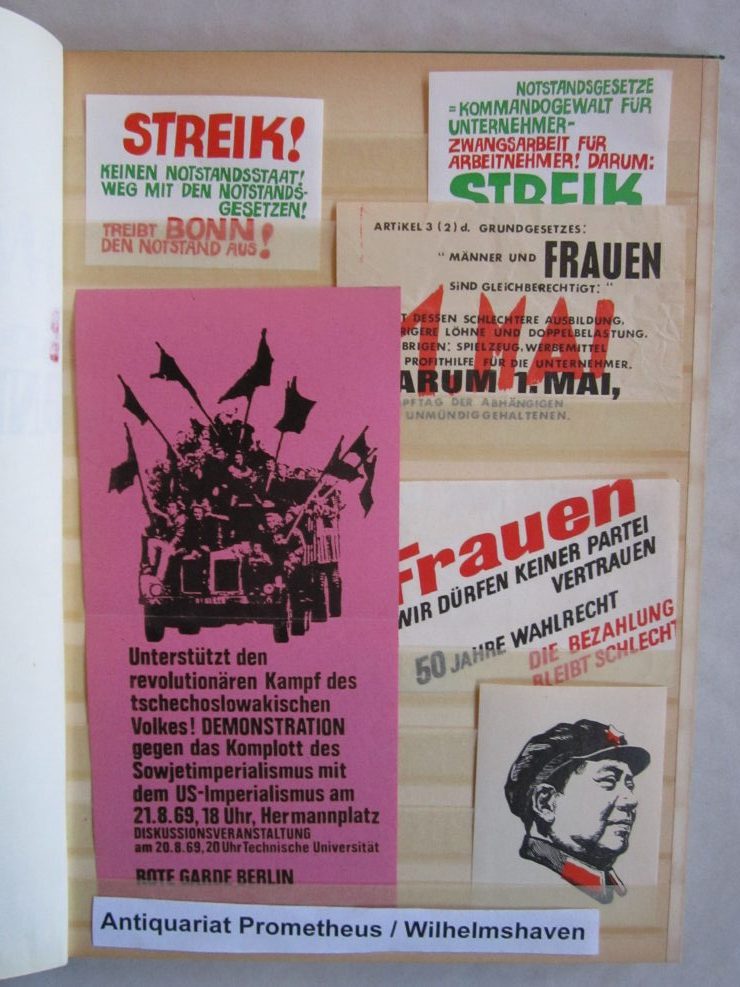 STREIK!
KEINEN NOTSTANDSSTAAT!
WEG MIT DEN NOTSTANDS-
GESETZEN!
TREIBT BONN
DEN NOTSTAND AUS!
NOTSTANDSGESETZE
=KOMMANDOGEWALT FÜR
UNTERNEHMER-
ZWANGSARBEIT FÜR
ARBEITNEHMER! DARUM:
STREIK
ARTIKEL 3 (2) d. GRUNDGESETZES:
"MÄNNER UND FRAUEN
SIND GLEICHBERECHTIGT:"
1. MAI
DESSEN SCHLECHTERE AUSBILDUNG,
LÖHNE UND DOPPELBELASTUNG.
BRIGEN: SPIELZEUG, WERBEMITTEL
PROFITHILFE FÜR DIE UNTERNEHMER.
ARUM 1. MAI,
PFTAG DER ABHÄNGIGEN
UNMÜNDIGGEHALTENEN.
Frauen
WIR DÜRFEN KEINER PARTEI
VERTRAUEN
50 JAHRE WAHLRECHT
DIE BEZAHLUNG
BLEIBT SCHLECHT
Unterstützt den
revolutionären Kampf des
tschechoslowakischen
Volkes! DEMONSTRATION
gegen das Komplott des
Sowjetimperialismus mit
dem US-Imperialismus am
21.8.69, 18 Uhr, Hermannplatz
DISKUSSIONSVERANSTALTUNG
am 20.8.69, 20 Uhr Technische Universität
ROTE GARDE BERLIN
Antiquariat Prometheus / Wilhelmshaven